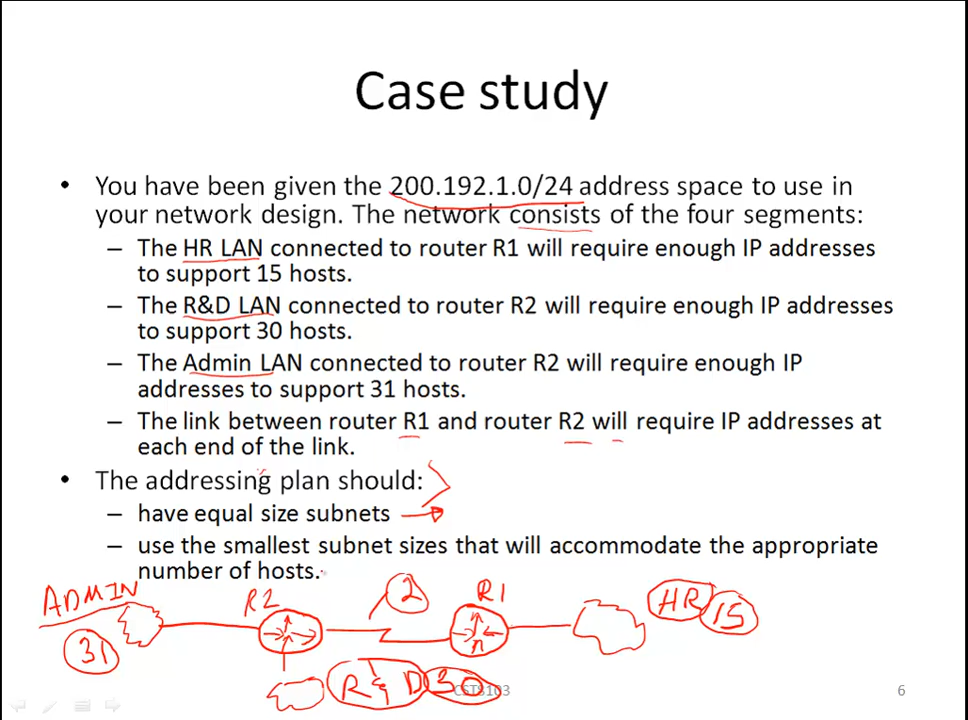 Case study
• You have been given the 200.192.1.0/24 address space to use in
your network design. The network consists of the four segments:
– The HR LAN connected to router R1 will require enough IP addresses
to support 15 hosts.
– The R&D LAN connected to router R2 will require enough IP addresses
to support 30 hosts.
– The Admin LAN connected to router R2 will require enough IP
addresses to support 31 hosts.
– The link between router R1 and router R2 will require IP addresses at
each end of the link.
• The addressing plan should:
– have equal size subnets
– use the smallest subnet sizes that will accommodate the appropriate
number of hosts.
ADMIN
R2
2
R1
HR
15
31
R&D
30
CSTS103
6